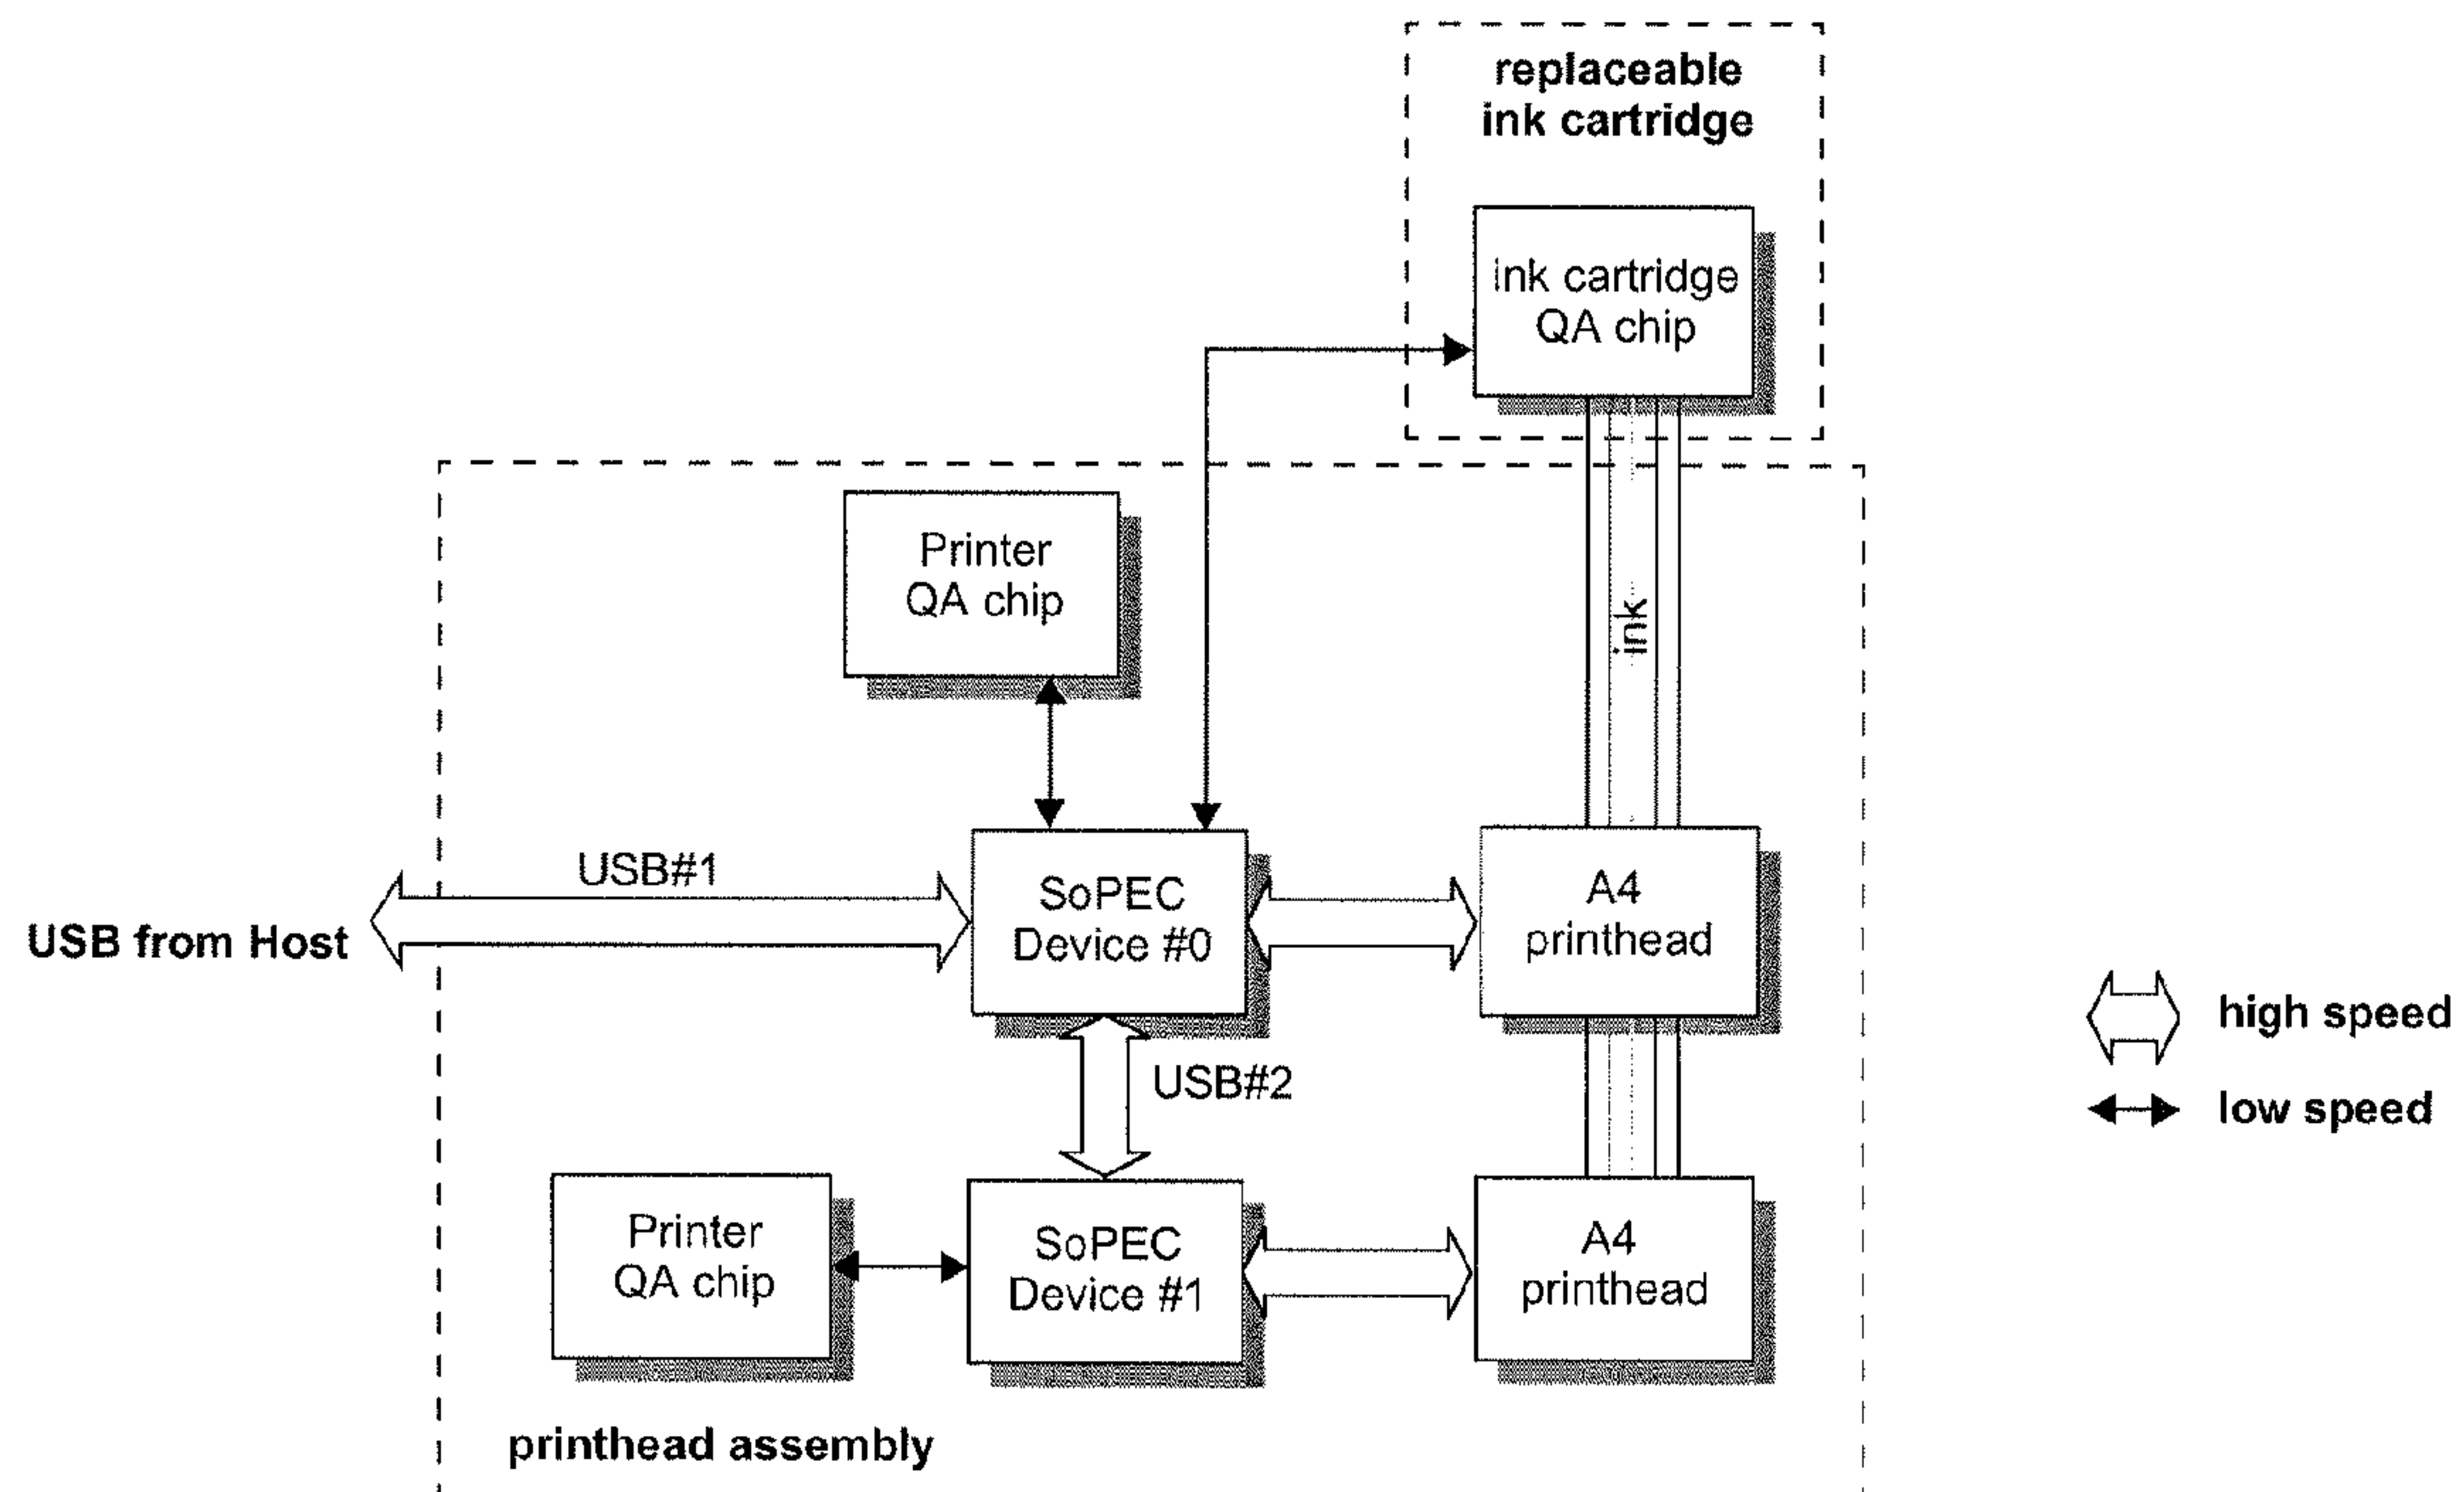 replaceable
ink cartridge
ink cartridge
QA chip
Printer
QA chip
ink
USB#1
USB from Host
SoPEC
Device #0
A4
printhead
high speed
USB#2
low speed
Printer
QA chip
SoPEC
Device #1
A4
printhead
printhead assembly